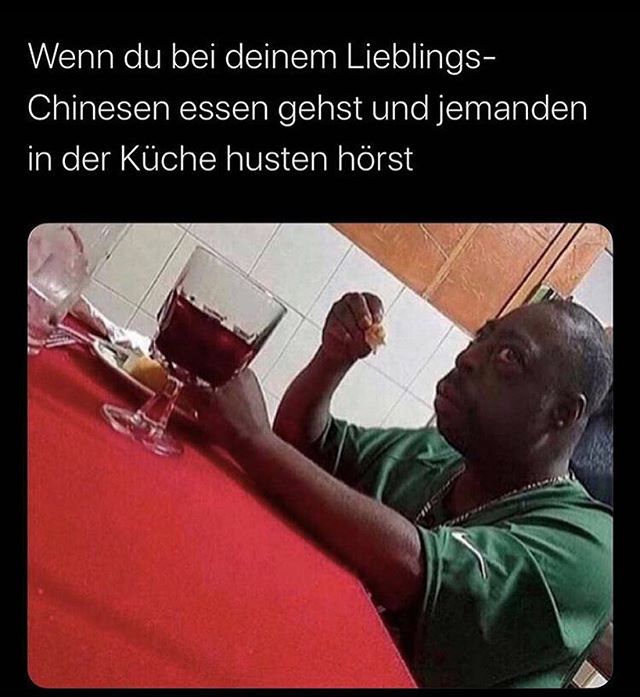 Wenn du bei deinem Lieblings-
Chinesen essen gehst und jemanden
in der Küche husten hörst